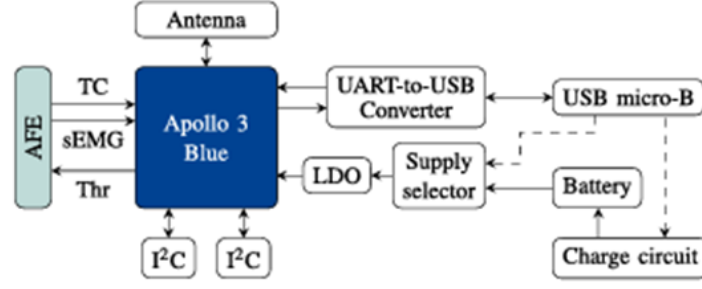 Antenna
AFE
TC
sEMG
Thr
Apollo 3
Blue
UART-to-USB
Converter
USB micro-B
LDO
Supply
selector
Battery
I²C
I²C
Charge circuit